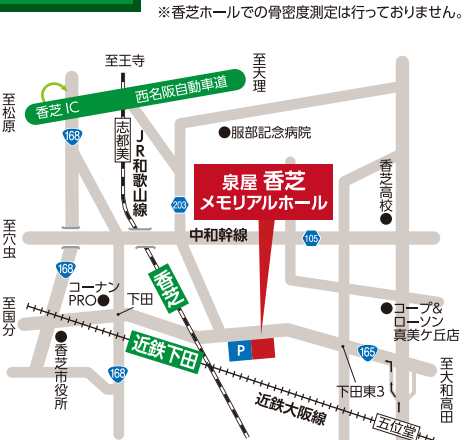 ※香芝ホールでの骨密度測定は行っておりません。
至王寺
至天理
至松原
香芝IC
西名阪自動車道
168
志都美
JR和歌山線
服部記念病院
泉屋 香芝
メモリアルホール
香芝高校
203
至穴虫
中和幹線
105
168
香芝
コーナン
PRO
下田
至国分
コープ&
ローソン
真美ケ丘店
近鉄下田
P
165
香芝市役所
168
下田東3
至大和高田
近鉄大阪線
五位堂